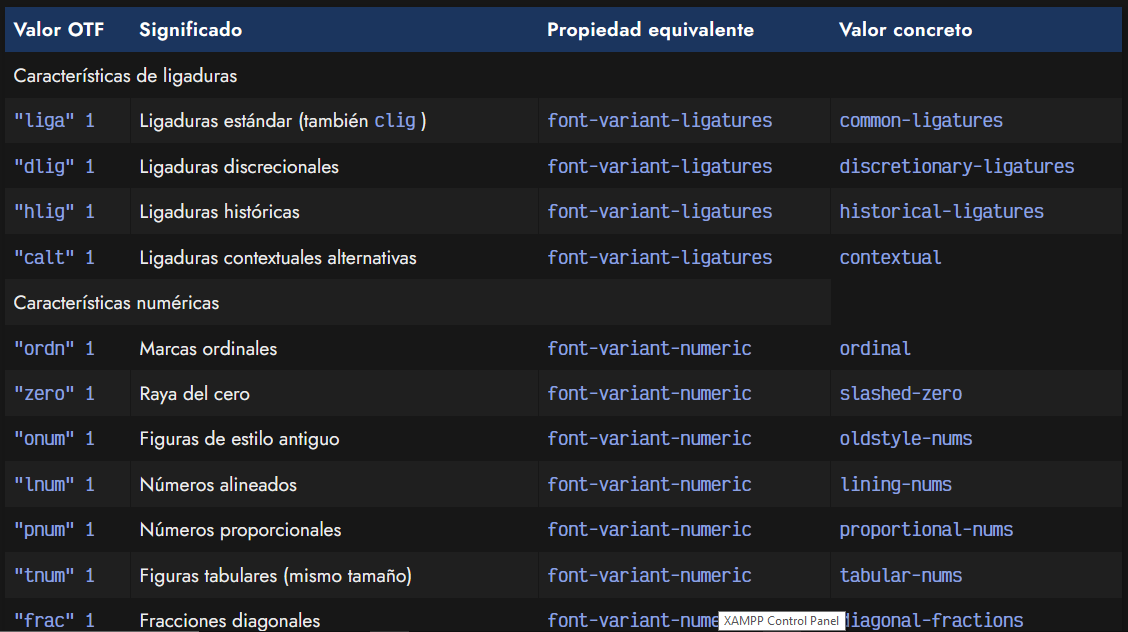 Valor OTF Significado Propiedad equivalente Valor concreto
Características de ligaduras
"liga" 1 Ligaduras estándar (también clig ) font-variant-ligatures common-ligatures
"dlig" 1 Ligaduras discrecionales font-variant-ligatures discretionary-ligatures
"hlig" 1 Ligaduras históricas font-variant-ligatures historical-ligatures
"calt" 1 Ligaduras contextuales alternativas font-variant-ligatures contextual
Características numéricas
"ordn" 1 Marcas ordinales font-variant-numeric ordinal
"zero" 1 Raya del cero font-variant-numeric slashed-zero
"onum" 1 Figuras de estilo antiguo font-variant-numeric oldstyle-nums
"lnum" 1 Números alineados font-variant-numeric lining-nums
"pnum" 1 Números proporcionales font-variant-numeric proportional-nums
"tnum" 1 Figuras tabulares (mismo tamaño) font-variant-numeric tabular-nums
"frac" 1 Fracciones diagonales font-variant-nume XAMPP Control Panel diagonal-fractions